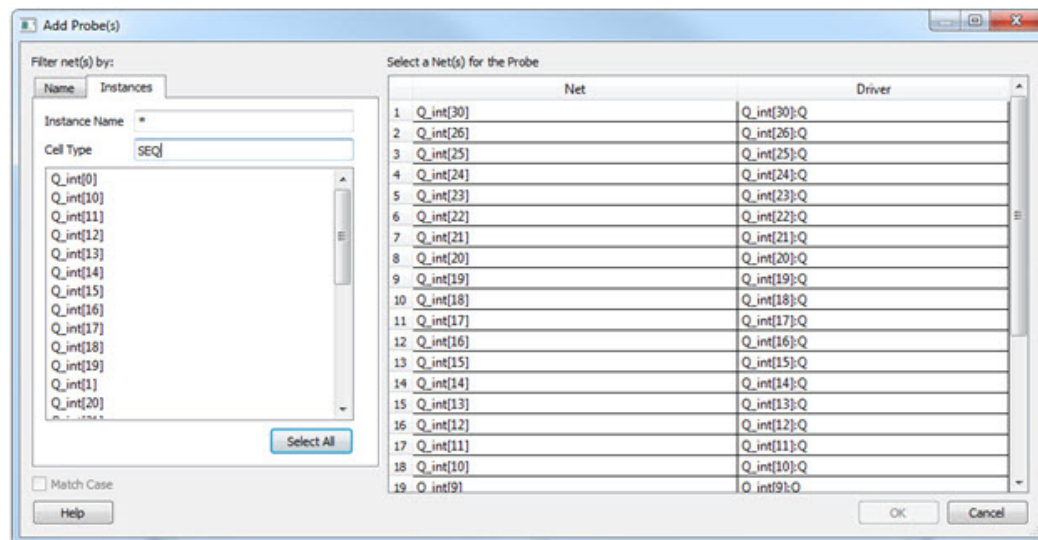 Add Probe(s)
Filter net(s) by:
Name Instances
Instance Name *
Cell Type SEQ
Q_int[0]
Q_int[10]
Q_int[11]
Q_int[12]
Q_int[13]
Q_int[14]
Q_int[15]
Q_int[16]
Q_int[17]
Q_int[18]
Q_int[19]
Q_int[1]
Q_int[20]
Select All
Match Case
Help
Select a Net(s) for the Probe
Net Driver
1 Q_int[30] Q_int[30]:Q
2 Q_int[26] Q_int[26]:Q
3 Q_int[25] Q_int[25]:Q
4 Q_int[24] Q_int[24]:Q
5 Q_int[23] Q_int[23]:Q
6 Q_int[22] Q_int[22]:Q
7 Q_int[21] Q_int[21]:Q
8 Q_int[20] Q_int[20]:Q
9 Q_int[19] Q_int[19]:Q
10 Q_int[18] Q_int[18]:Q
11 Q_int[17] Q_int[17]:Q
12 Q_int[16] Q_int[16]:Q
13 Q_int[15] Q_int[15]:Q
14 Q_int[14] Q_int[14]:Q
15 Q_int[13] Q_int[13]:Q
16 Q_int[12] Q_int[12]:Q
17 Q_int[11] Q_int[11]:Q
18 Q_int[10] Q_int[10]:Q
19 Q_int[9] Q_int[9]:Q
OK Cancel